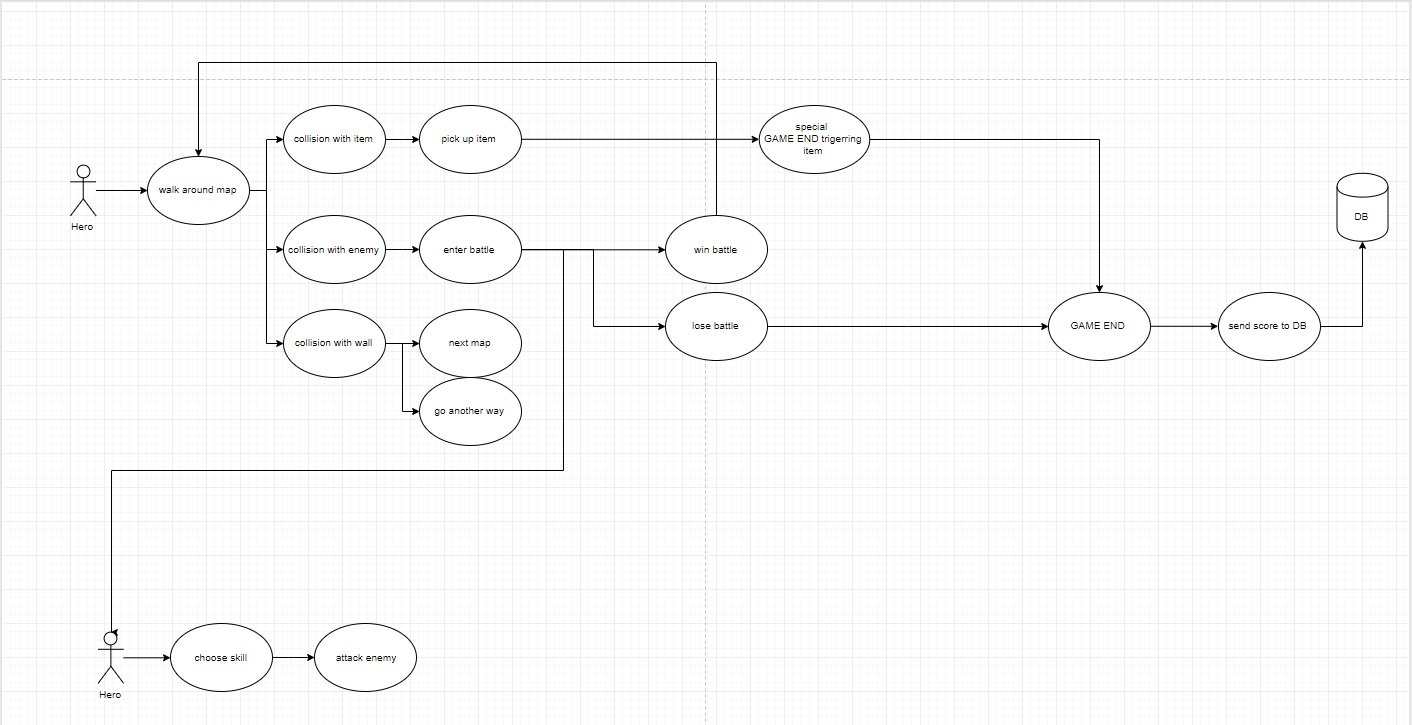 collision with item
pick up item
special
GAME END trigerring
item
walk around map
Hero
DB
collision with enemy
enter battle
win battle
collision with wall
next map
lose battle
GAME END
send score to DB
go another way
choose skill
attack enemy
Hero